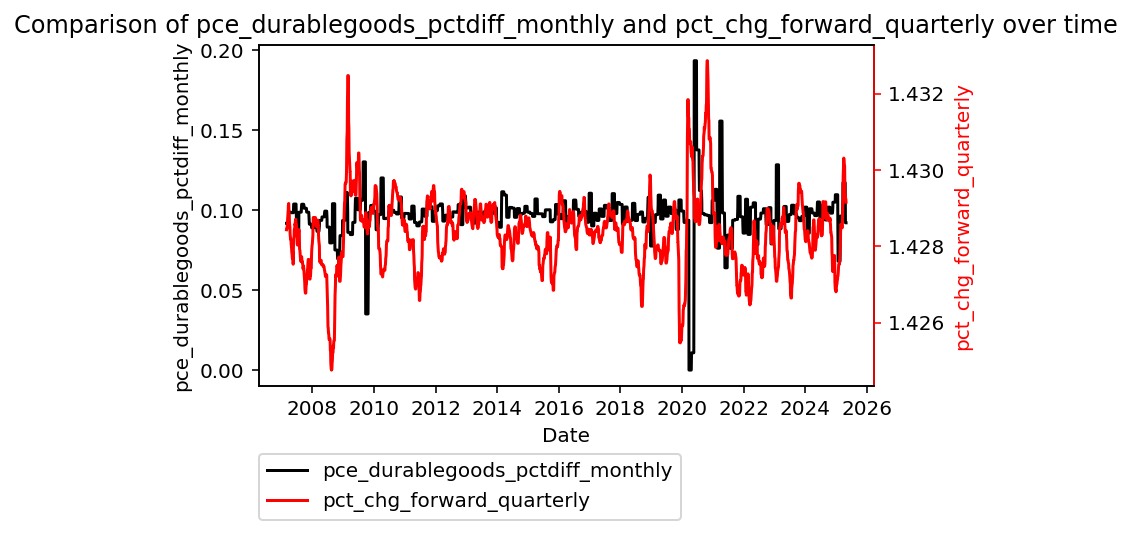 Comparison of pce_durablegoods_pctdiff_monthly and pct_chg_forward_quarterly over time
pce_durablegoods_pctdiff_monthly
0.20
0.15
0.10
0.05
0.00
1.432
1.430
1.428
1.426
pct_chg_forward_quarterly
2008 2010 2012 2014 2016 2018 2020 2022 2024 2026
Date
pce_durablegoods_pctdiff_monthly
pct_chg_forward_quarterly